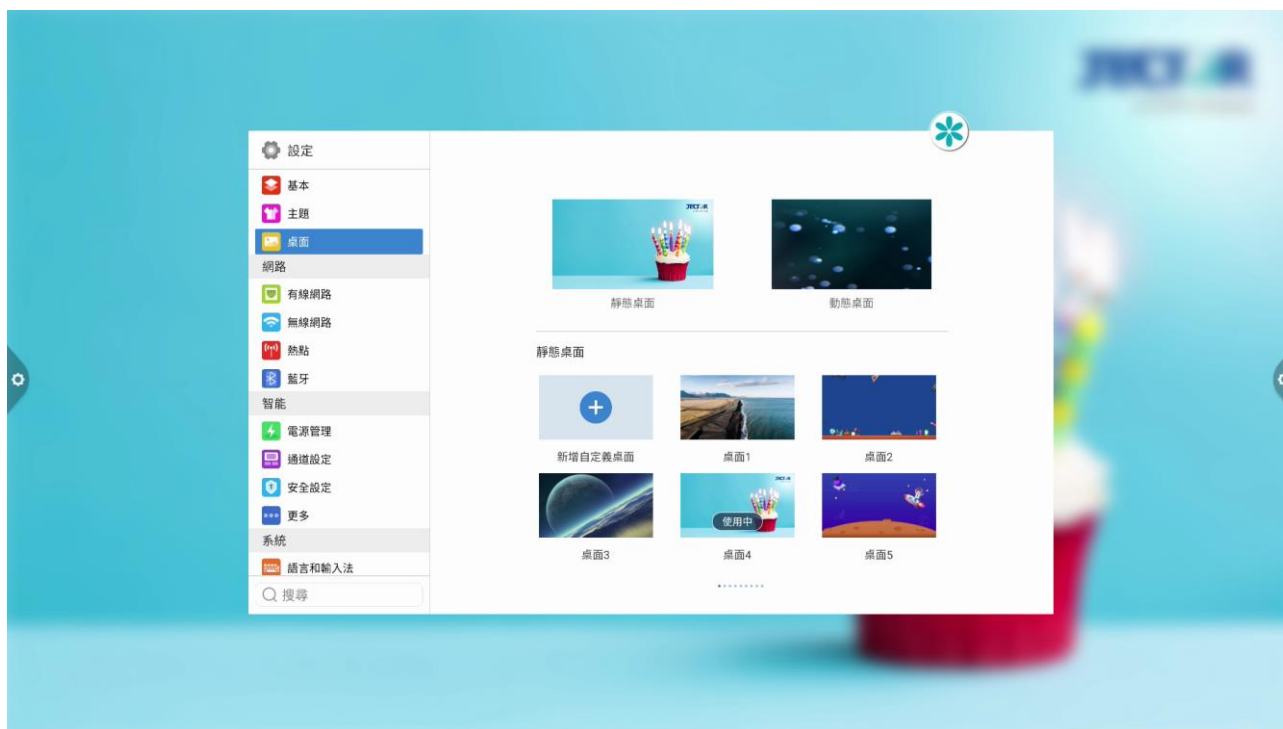 設定
基本
主題
桌面
網路
有線網路
無線網路
熱點
藍牙
智能
電源管理
通道設定
安全設定
更多
系統
語言和輸入法
搜尋
靜態桌面
動態桌面
靜態桌面
新增自定義桌面
桌面1
桌面2
使用中
桌面3
桌面4
桌面5